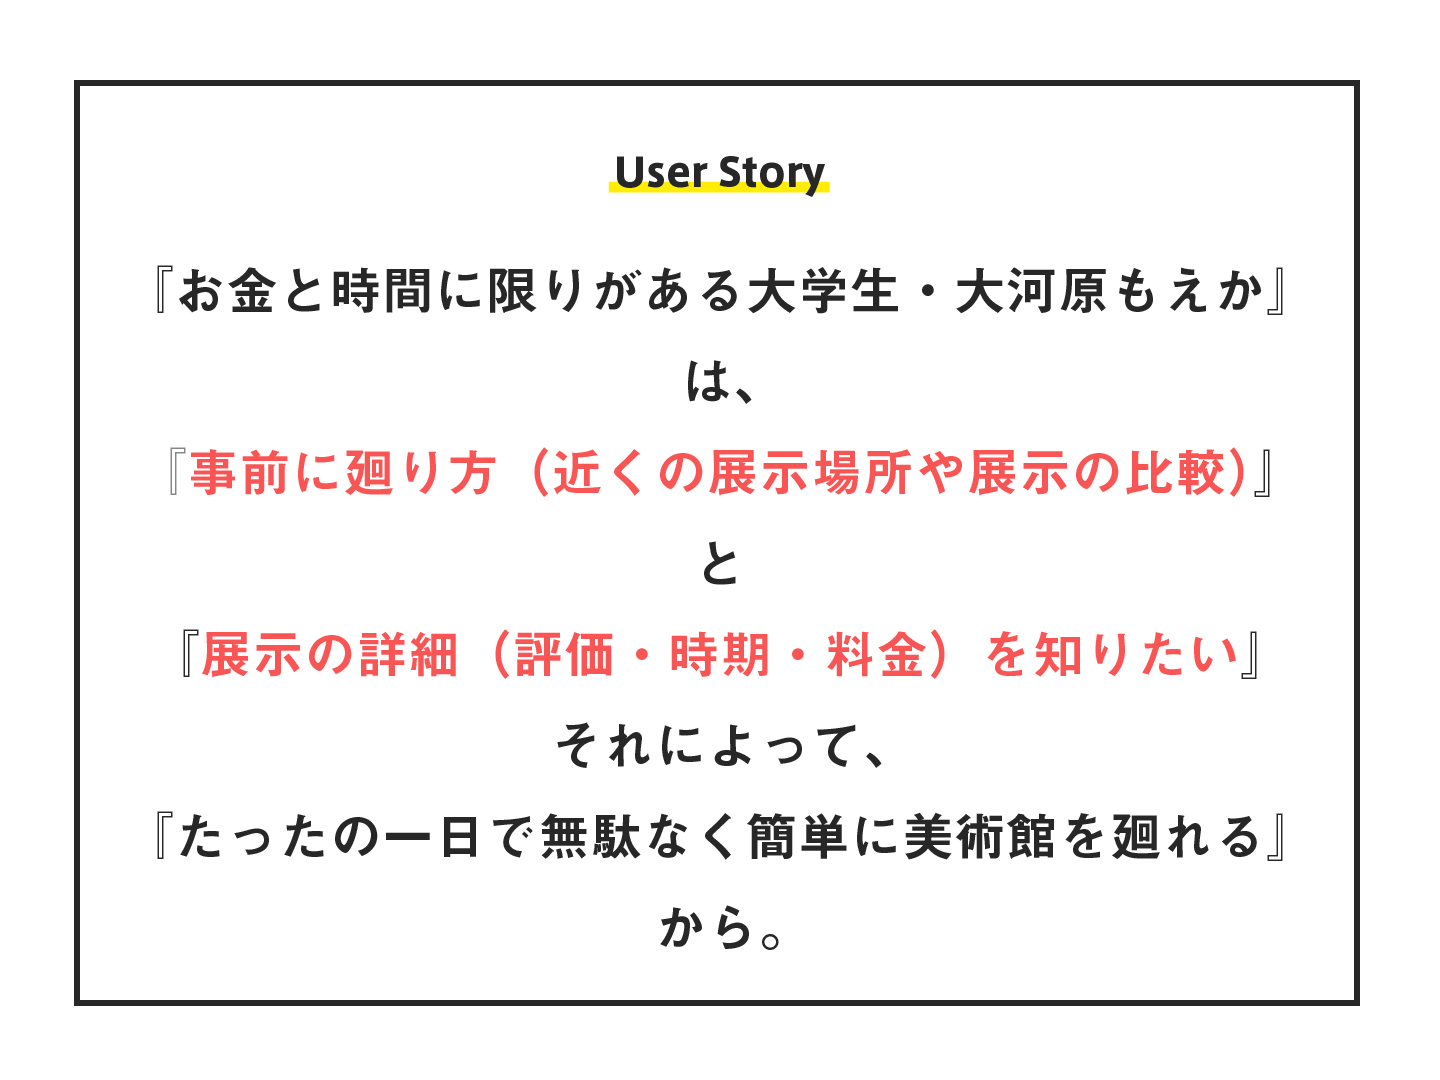 User Story
『お金と時間に限りがある大学生・大河原もえか』
は、
『事前に廻り方（近くの展示場所や展示の比較）』
と
『展示の詳細（評価・時期・料金）を知りたい』
それによって、
『たったの一日で無駄なく簡単に美術館を廻れる』
から。